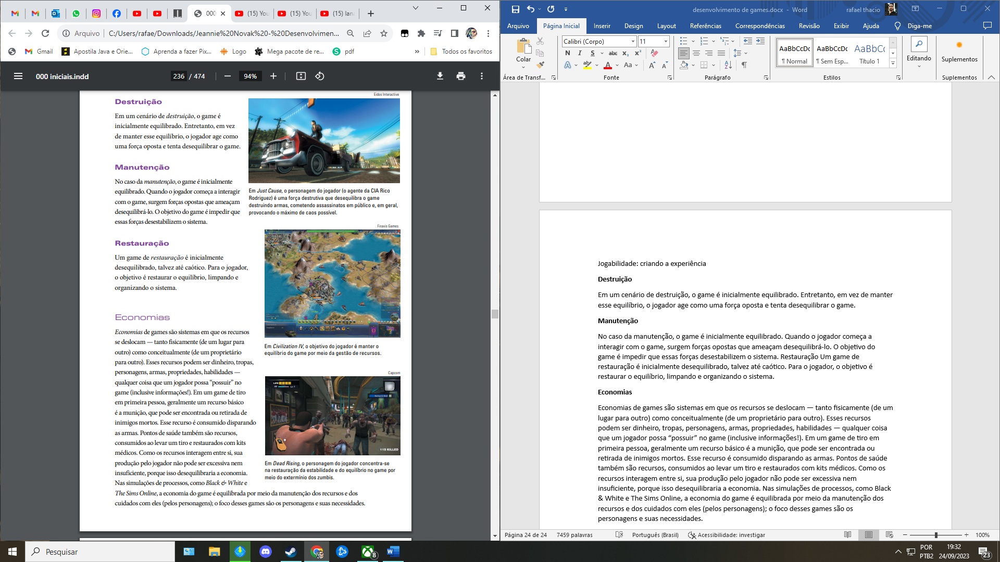 000
(15) You
(15) You
(15) lana
Arquivo
C:/Users/rafae/Downloads/Jeannie%20Novak%20-%20Desenvolvimen...
Gmail
Apostila Java e Orie...
Aprenda a fazer Pix...
Logo
Mega pacote de re...
pdf
»
Todos os favoritos
000 iniciais.indd
236 / 474
94%
Eidos Interactive
Destruição
Em um cenário de destruição, o game é
inicialmente equilibrado. Entretanto, em vez
de manter esse equilíbrio, o jogador age como
uma força oposta e tenta desequilibrar o game.
Manutenção
No caso da manutenção, o game é inicialmente
equilibrado. Quando o jogador começa a interagir
com o game, surgem forças opostas que ameaçam
desequilibrá-lo. O objetivo do game é impedir que
essas forças desestabilizem o sistema.
Em Just Cause, o personagem do jogador (o agente da CIA Rico
Rodriguez) é uma força destrutiva que desequilibra o game
destruindo armas, cometendo assassinatos em público e, em geral,
provocando o máximo de caos possível.
Firaxis Games
Restauração
Um game de restauração é inicialmente
desequilibrado, talvez até caótico. Para o jogador,
o objetivo é restaurar o equilíbrio, limpando e
organizando o sistema.
Em Civilization IV, o objetivo do jogador é manter o
equilíbrio do game por meio da gestão de recursos.
Economias
Economias de games são sistemas em que os recursos
se deslocam — tanto fisicamente (de um lugar para
outro) como conceitualmente (de um proprietário
para outro). Esses recursos podem ser dinheiro, tropas,
personagens, armas, propriedades, habilidades —
qualquer coisa que um jogador possa “possuir” no
game (inclusive informações!). Em um game de tiro
em primeira pessoa, geralmente um recurso básico
é a munição, que pode ser encontrada ou retirada de
inimigos mortos. Esse recurso é consumido disparando
as armas. Pontos de saúde também são recursos,
consumidos ao levar um tiro e restaurados com kits
médicos. Como os recursos interagem entre si, sua
produção pelo jogador não pode ser excessiva nem
insuficiente, porque isso desequilibraria a economia.
Nas simulações de processos, como Black & White e
The Sims Online, a economia do game é equilibrada por meio da manutenção dos recursos e dos
cuidados com eles (pelos personagens); o foco desses games são os personagens e suas necessidades.
Capcom
LIFE
PP
Lv. 1
119 KILLED
Em Dead Rising, o personagem do jogador concentra-se
na restauração da estabilidade e do equilíbrio no game por
meio do extermínio dos zumbis.
desenvolvimento de games.docx - Word
rafael thacio
Arquivo
Página Inicial
Inserir
Design
Layout
Referências
Correspondências
Revisão
Exibir
Ajuda
Diga-me
Colar
Calibri (Corpo)
11
N I S abc x₂ x²
A aby A Aa A A
AaBbCcDc
¶ Normal
AaBbCcDc
¶ Sem Esp...
AaBbCc
Título 1
Editando
Suplementos
Área de Transf...
Fonte
Parágrafo
Estilos
Suplementos
Jogabilidade: criando a experiência
Destruição
Em um cenário de destruição, o game é inicialmente equilibrado. Entretanto, em vez de manter
esse equilíbrio, o jogador age como uma força oposta e tenta desequilibrar o game.
Manutenção
No caso da manutenção, o game é inicialmente equilibrado. Quando o jogador começa a
interagir com o game, surgem forças opostas que ameaçam desequilibrá-lo. O objetivo do
game é impedir que essas forças desestabilizem o sistema. Restauração Um game de
restauração é inicialmente desequilibrado, talvez até caótico. Para o jogador, o objetivo é
restaurar o equilíbrio, limpando e organizando o sistema.
Economias
Economias de games são sistemas em que os recursos se deslocam — tanto fisicamente (de um
lugar para outro) como conceitualmente (de um proprietário para outro). Esses recursos
podem ser dinheiro, tropas, personagens, armas, propriedades, habilidades — qualquer coisa
que um jogador possa “possuir” no game (inclusive informações!). Em um game de tiro em
primeira pessoa, geralmente um recurso básico é a munição, que pode ser encontrada ou
retirada de inimigos mortos. Esse recurso é consumido disparando as armas. Pontos de saúde
também são recursos, consumidos ao levar um tiro e restaurados com kits médicos. Como os
recursos interagem entre si, sua produção pelo jogador não pode ser excessiva nem
insuficiente, porque isso desequilibraria a economia. Nas simulações de processos, como Black
& White e The Sims Online, a economia do game é equilibrada por meio da manutenção dos
recursos e dos cuidados com eles (pelos personagens); o foco desses games são os
personagens e suas necessidades.
Página 24 de 24
7459 palavras
Português (Brasil)
Acessibilidade: investigar
100%
Pesquisar
8
POR
PTB2
19:32
24/09/2023
23